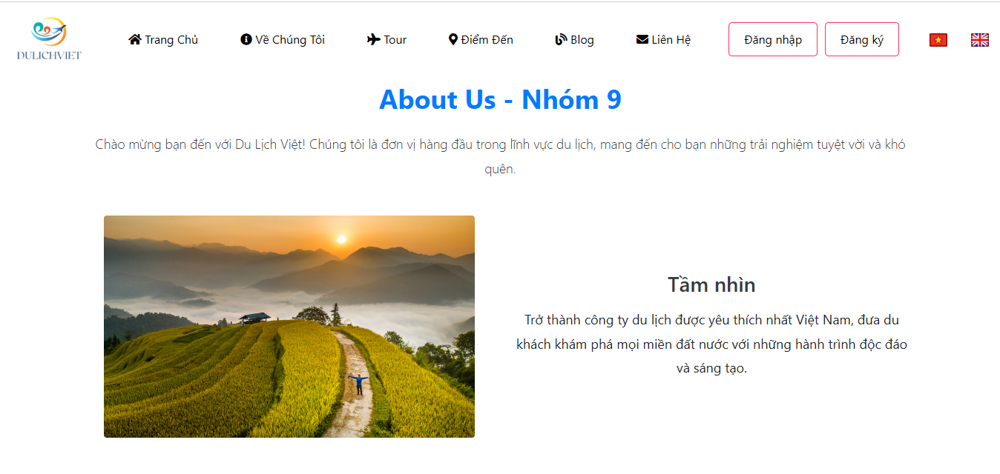 DULICHVIET
Trang Chủ
Về Chúng Tôi
Tour
Điểm Đến
Blog
Liên Hệ
Đăng nhập
Đăng ký
About Us - Nhóm 9
Chào mừng bạn đến với Du Lịch Việt! Chúng tôi là đơn vị hàng đầu trong lĩnh vực du lịch, mang đến cho bạn những trải nghiệm tuyệt vời và khó
quên.
Tầm nhìn
Trở thành công ty du lịch được yêu thích nhất Việt Nam, đưa du
khách khám phá mọi miền đất nước với những hành trình độc đáo
và sáng tạo.